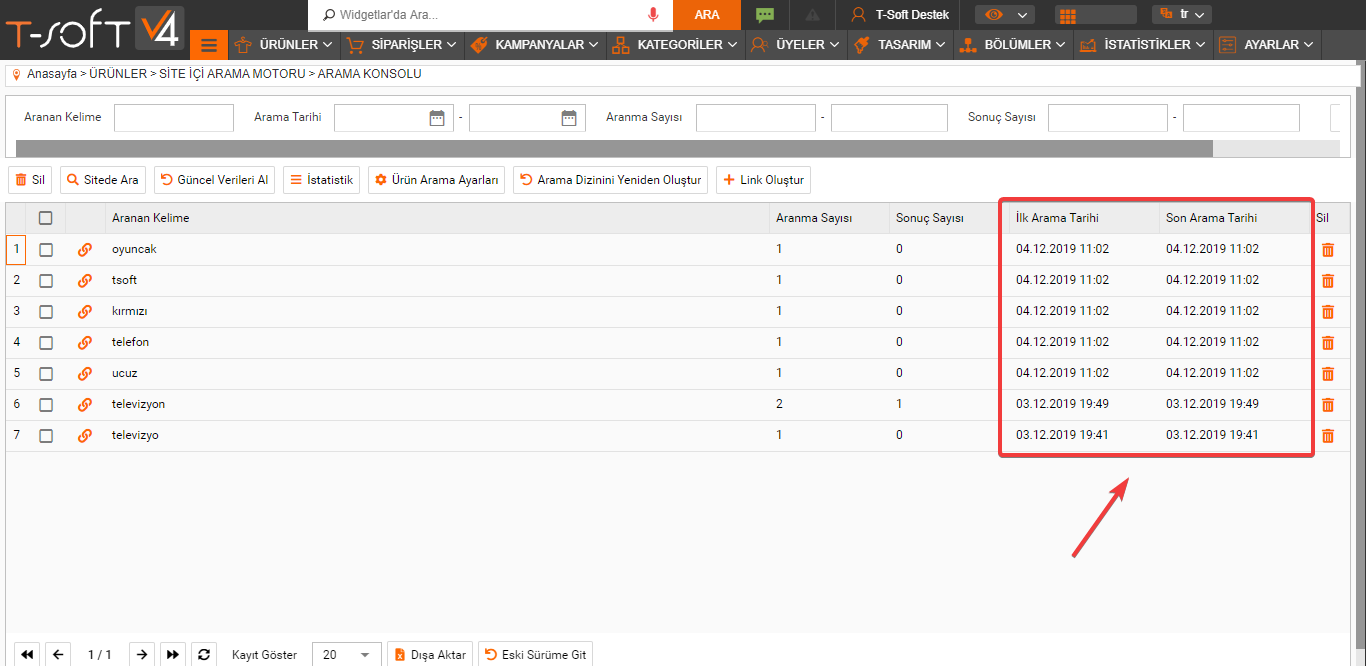 T-SOFT V4
Widgetlar'da Ara...
ARA
T-Soft Destek
tr
ÜRÜNLER
SİPARİŞLER
KAMPANYALAR
KATEGORİLER
ÜYELER
TASARIM
BÖLÜMLER
İSTATİSTİKLER
AYARLAR
Anasayfa > ÜRÜNLER > SİTE İÇİ ARAMA MOTORU > ARAMA KONSOLU
Aranan Kelime Arama Tarihi - Aranma Sayısı - Sonuç Sayısı -
Sil Sitede Ara Güncel Verileri Al İstatistik Ürün Arama Ayarları Arama Dizinini Yeniden Oluştur Link Oluştur
Aranan Kelime Aranma Sayısı Sonuç Sayısı İlk Arama Tarihi Son Arama Tarihi Sil
1 oyuncak 1 0 04.12.2019 11:02 04.12.2019 11:02
2 tsoft 1 0 04.12.2019 11:02 04.12.2019 11:02
3 kırmızı 1 0 04.12.2019 11:02 04.12.2019 11:02
4 telefon 1 0 04.12.2019 11:02 04.12.2019 11:02
5 ucuz 1 0 04.12.2019 11:02 04.12.2019 11:02
6 televizyon 2 1 03.12.2019 19:49 03.12.2019 19:49
7 televizyo 1 0 03.12.2019 19:41 03.12.2019 19:41
1 / 1 Kayıt Göster 20 Dışa Aktar Eski Sürüme Git